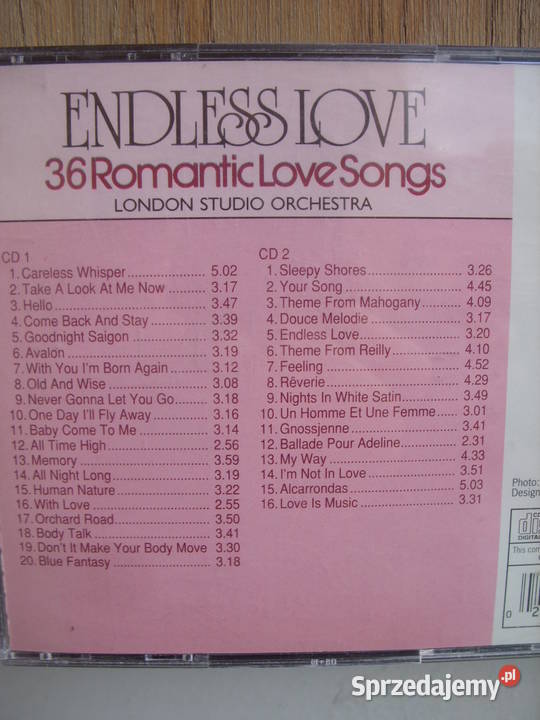 ENDLESS LOVE
36 Romantic Love Songs
LONDON STUDIO ORCHESTRA
CD 1
1. Careless Whisper 5.02
2. Take A Look At Me Now 3.17
3. Hello 3.47
4. Come Back And Stay 3.39
5. Goodnight Saigon 3.32
6. Avalon 3.19
7. With You I'm Born Again 3.12
8. Old And Wise 3.08
9. Never Gonna Let You Go 3.18
10. One Day I'll Fly Away 3.16
11. Baby Come To Me 3.14
12. All Time High 2.56
13. Memory 3.59
14. All Night Long 3.19
15. Human Nature 3.22
16. With Love 2.55
17. Orchard Road 3.50
18. Body Talk 3.41
19. Don't It Make Your Body Move 3.30
20. Blue Fantasy 3.18
CD 2
1. Sleepy Shores 3.26
2. Your Song 4.45
3. Theme From Mahogany 4.09
4. Douce Melodie 3.17
5. Endless Love 3.20
6. Theme From Reilly 4.10
7. Feeling 4.52
8. Rêverie 4.29
9. Nights In White Satin 3.49
10. Un Homme Et Une Femme 3.01
11. Gnossjenne 3.41
12. Ballade Pour Adeline 2.31
13. My Way 4.33
14. I'm Not In Love 3.51
15. Alcarrondas 5.03
16. Love Is Music 3.31
Photo:
Design
DIGITAL
This com
0 2
Sprzedajemy.pl